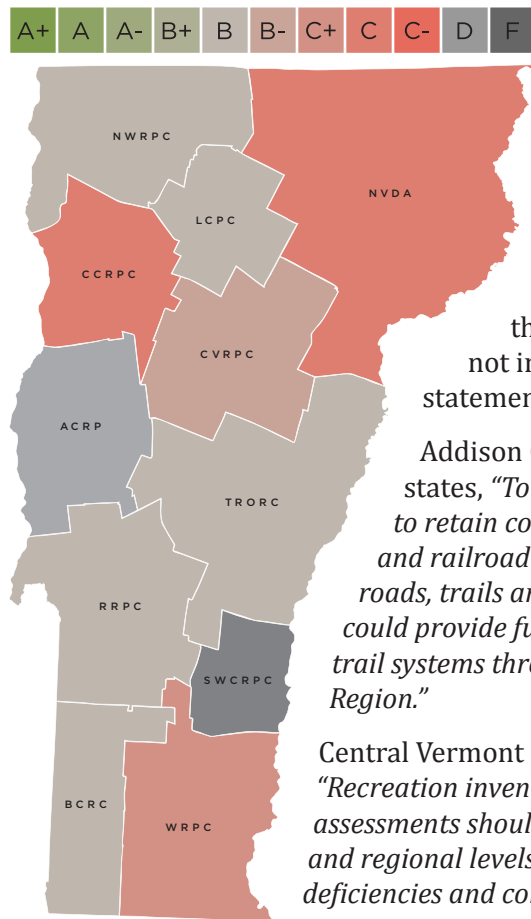 A+ A A- B+ B B- C+ C C- D F
NWRPC
NVDA
LCPC
CCRPC
CVRPC
ACRP
TRORC
RRPC
SWCRPC
BCRC
WRPC
not in
statemen
Addison
states, “To
to retain co
and railroad
roads, trails a
could provide fu
trail systems thr
Region.”
Central Vermont
“Recreation inven
assessments shoul
and regional levels
deficiencies and co